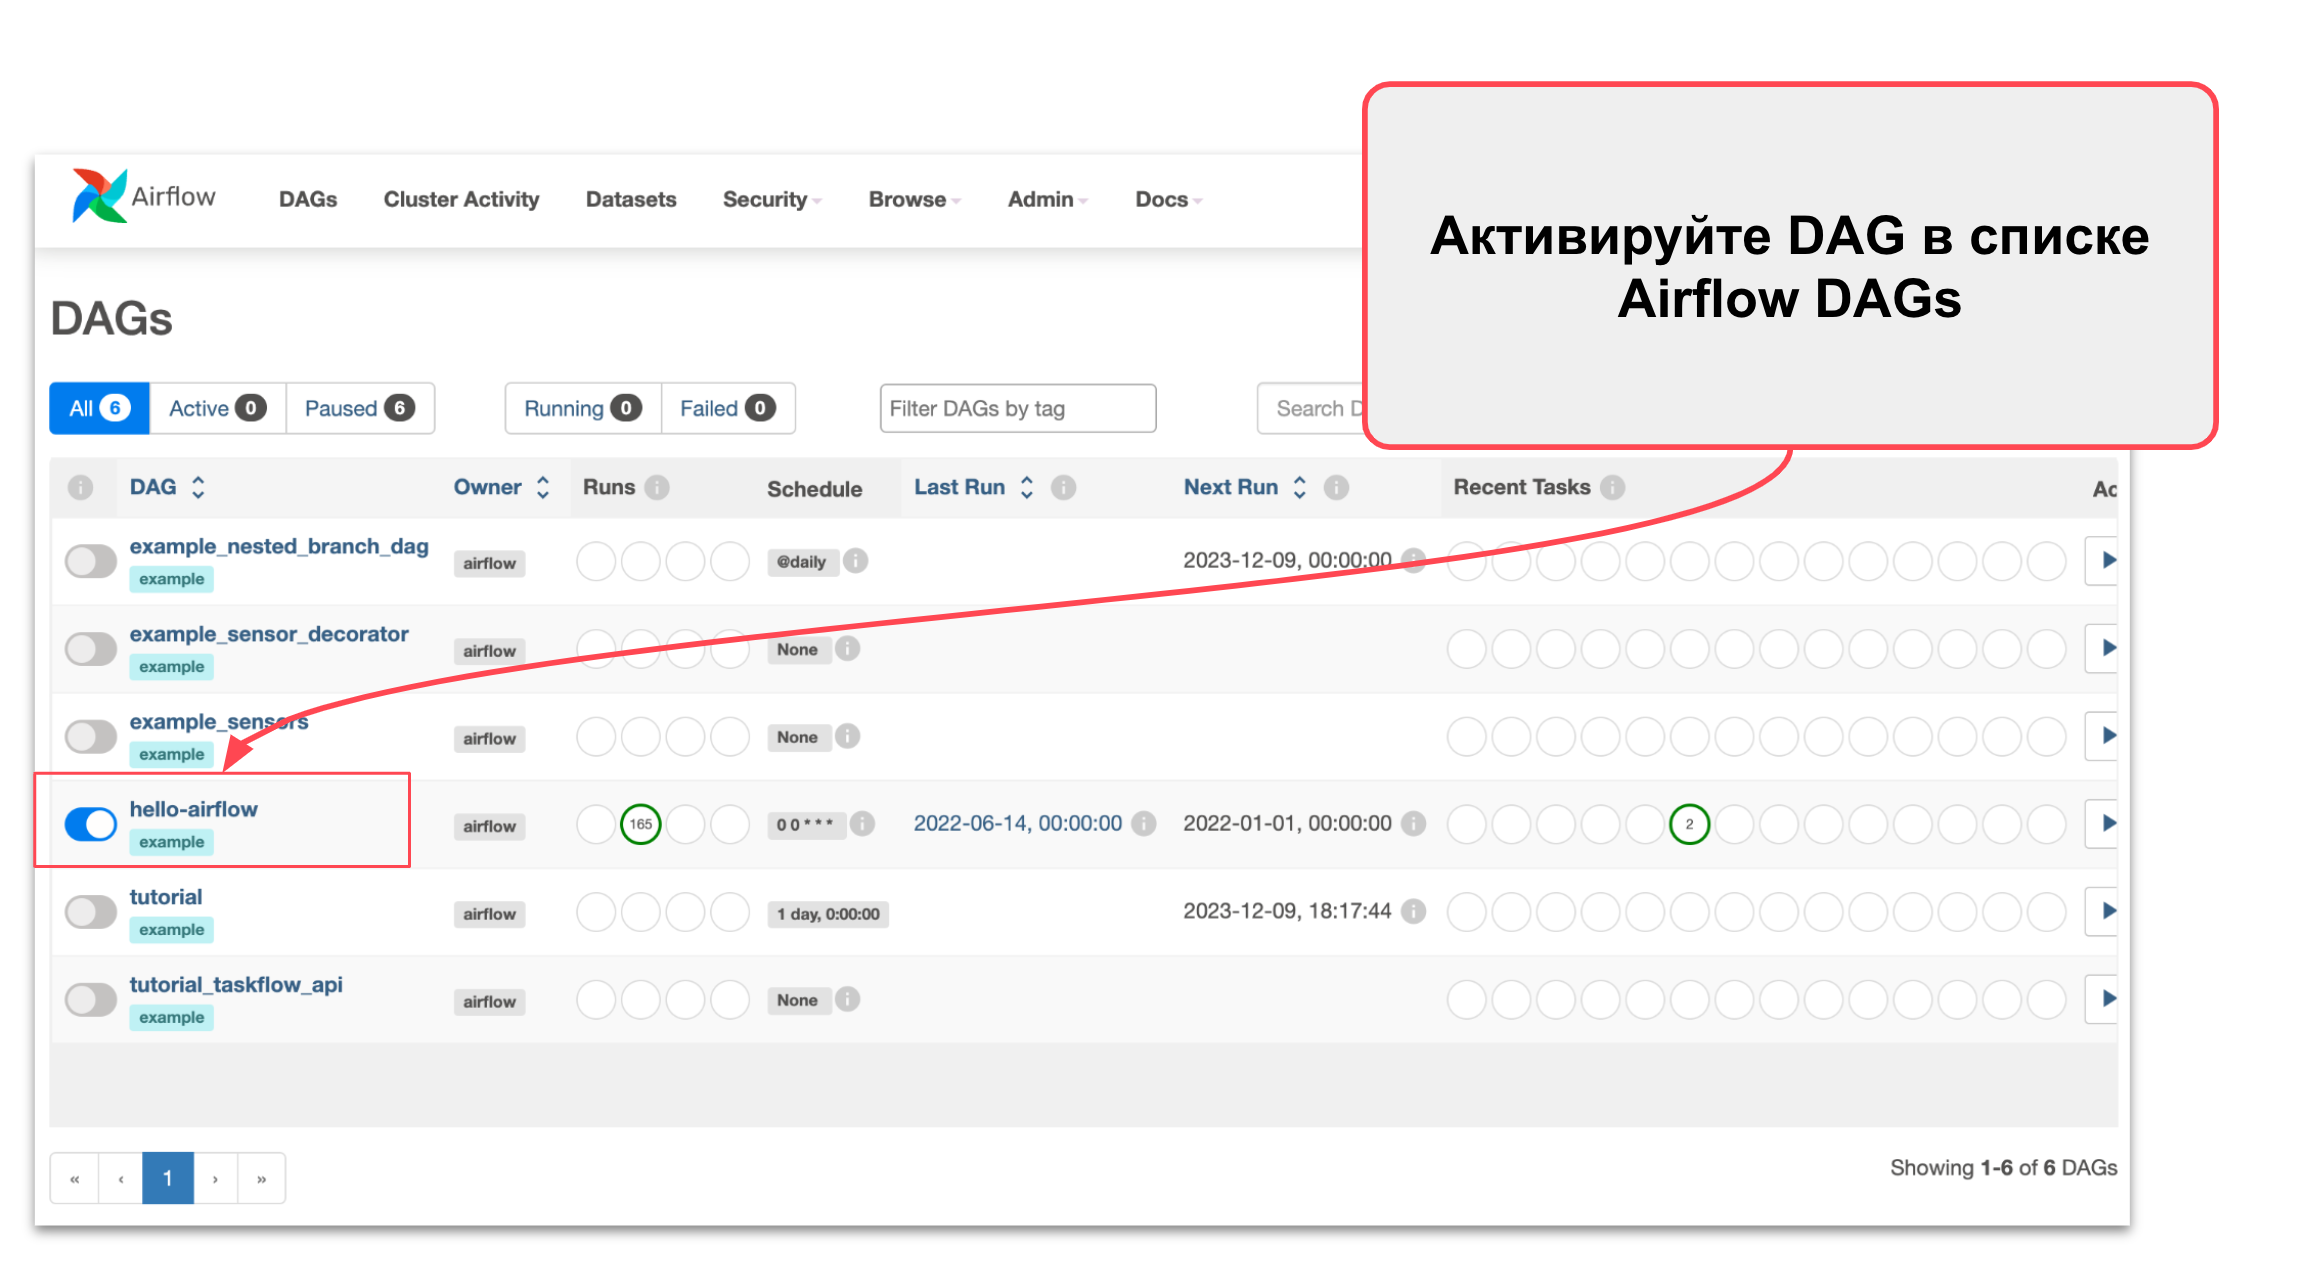 Активируйте DAG в списке
Airflow DAGs
Airflow DAGs Cluster Activity Datasets Security Browse Admin Docs
DAGs
All 6 Active 0 Paused 6 Running 0 Failed 0 Filter DAGs by tag Search D
DAG Owner Runs Schedule Last Run Next Run Recent Tasks Ac
example_nested_branch_dag airflow @daily 2023-12-09, 00:00:00
example
example_sensor_decorator airflow None
example
example_sensors airflow None
example
hello-airflow airflow 165 0 0 * * * 2022-06-14, 00:00:00 2022-01-01, 00:00:00 2
example
tutorial airflow 1 day, 0:00:00 2023-12-09, 18:17:44
example
tutorial_taskflow_api airflow None
example
« ‹ 1 › »
Showing 1-6 of 6 DAGs